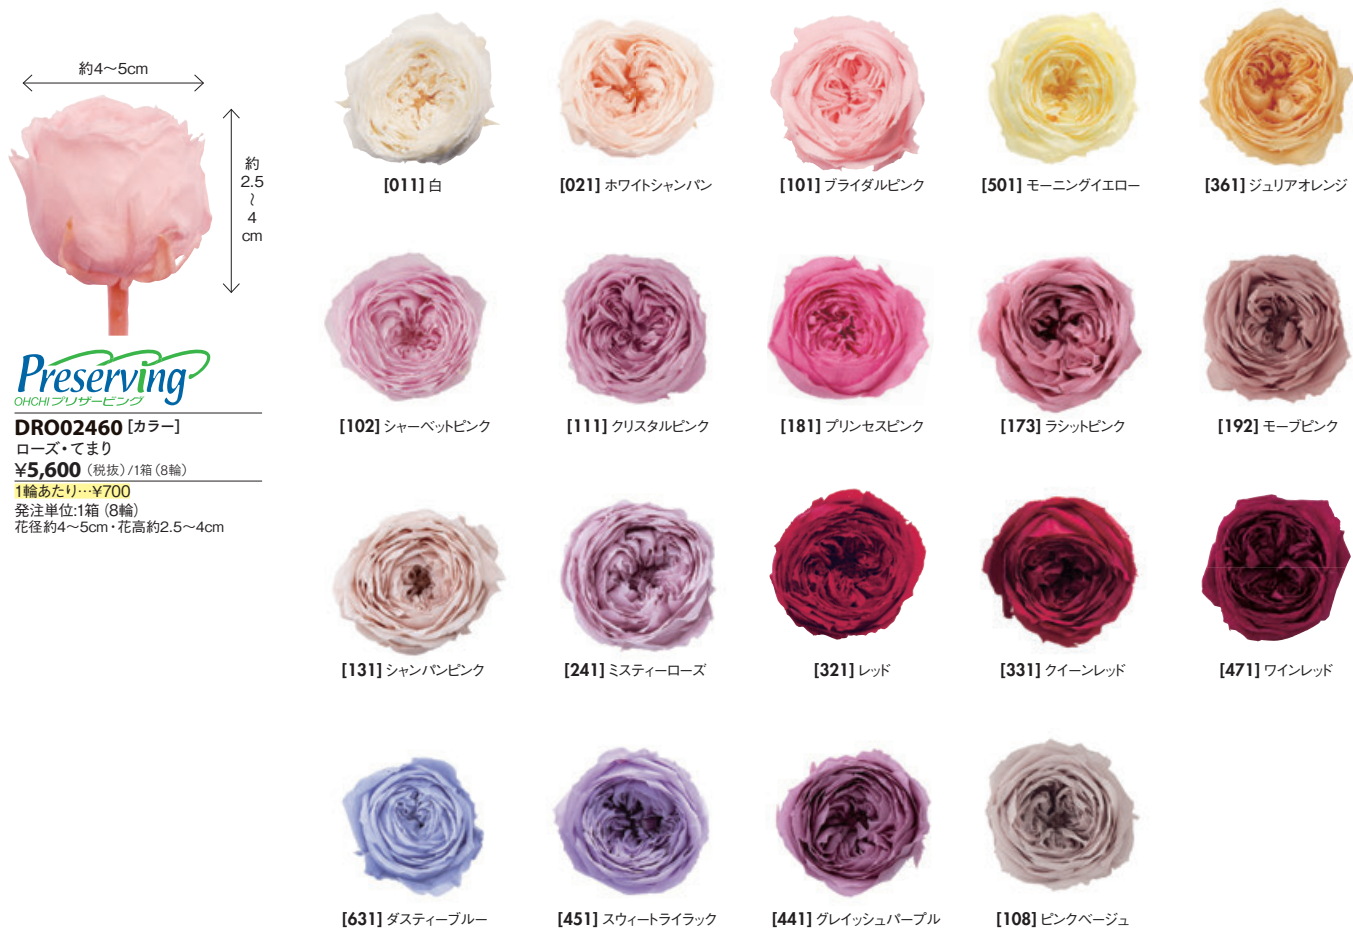 約4～5cm
約
2.5
～
4
cm
Preserving
OHCHI プリザービング
DRO02460 [カラー]
ローズ・てまり
¥5,600（税抜）/1箱（8輪）
1輪あたり…¥700
発注単位:1箱（8輪）
花径約4～5cm・花高約2.5～4cm
[011] 白
[021] ホワイトシャンパン
[101] ブライダルピンク
[501] モーニングイエロー
[361] ジュリアオレンジ
[102] シャーベットピンク
[111] クリスタルピンク
[181] プリンセスピンク
[173] ラシットピンク
[192] モーブピンク
[131] シャンパンピンク
[241] ミスティーローズ
[321] レッド
[331] クイーンレッド
[471] ワインレッド
[631] ダスティーブルー
[451] スウィートライラック
[441] グレイッシュパープル
[108] ピンクベージュ